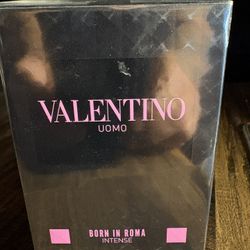 VALENTINO
UOMO
BORN IN ROMA
INTENSE